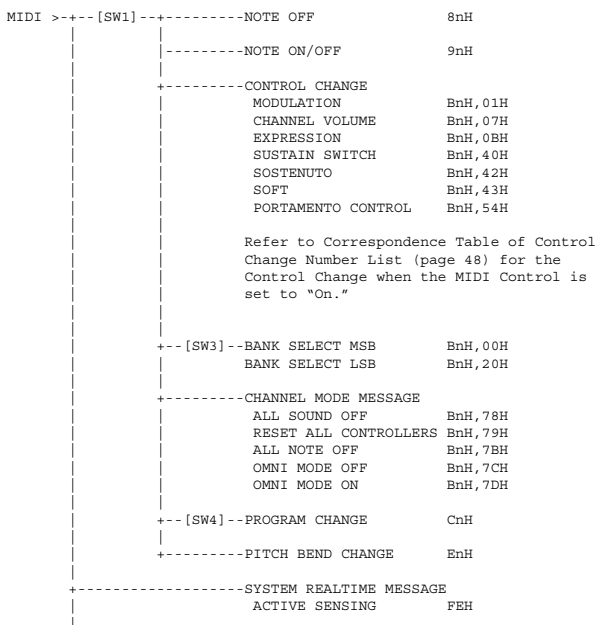 MIDI >-+--[SW1]--+---------NOTE OFF 8nH
|---------NOTE ON/OFF 9nH
+---------CONTROL CHANGE
MODULATION BnH,01H
CHANNEL VOLUME BnH,07H
EXPRESSION BnH,0BH
SUSTAIN SWITCH BnH,40H
SOSTENUTO BnH,42H
SOFT BnH,43H
PORTAMENTO CONTROL BnH,54H
Refer to Correspondence Table of Control
Change Number List (page 48) for the
Control Change when the MIDI Control is
set to “On.”
+--[SW3]--BANK SELECT MSB BnH,00H
BANK SELECT LSB BnH,20H
+---------CHANNEL MODE MESSAGE
ALL SOUND OFF BnH,78H
RESET ALL CONTROLLERS BnH,79H
ALL NOTE OFF BnH,7BH
OMNI MODE OFF BnH,7CH
OMNI MODE ON BnH,7DH
+--[SW4]--PROGRAM CHANGE CnH
+---------PITCH BEND CHANGE EnH
+-------------------SYSTEM REALTIME MESSAGE
ACTIVE SENSING FEH